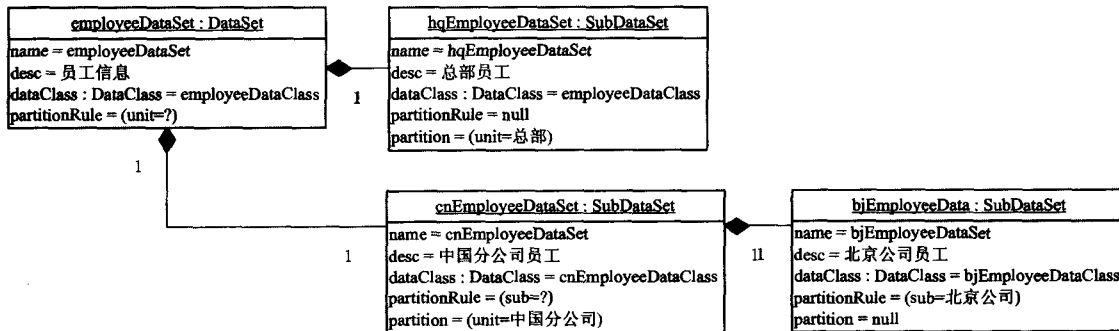 employeeDataSet : DataSet
name = employeeDataSet
desc = 员工信息
dataClass : DataClass = employeeDataClass
partitionRule = (unit=?)
1
hqEmployeeDataSet : SubDataSet
name = hqEmployeeDataSet
desc = 总部员工
dataClass : DataClass = employeeDataClass
partitionRule = null
partition = (unit=总部)
1
1
cnEmployeeDataSet : SubDataSet
name = cnEmployeeDataSet
desc = 中国分公司员工
dataClass : DataClass = cnEmployeeDataClass
partitionRule = (sub=?)
partition = (unit=中国分公司)
11
bjEmployeeData : SubDataSet
name = bjEmployeeDataSet
desc = 北京公司员工
dataClass : DataClass = bjEmployeeDataClass
partitionRule = (sub=北京公司)
partition = null